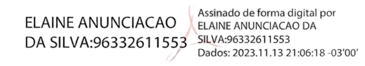 ELAINE ANUNCIACAO
DA SILVA:96332611553
Assinado de forma digital por
ELAINE ANUNCIACAO DA
SILVA:96332611553
Dados: 2023.11.13 21:06:18 -03'00'